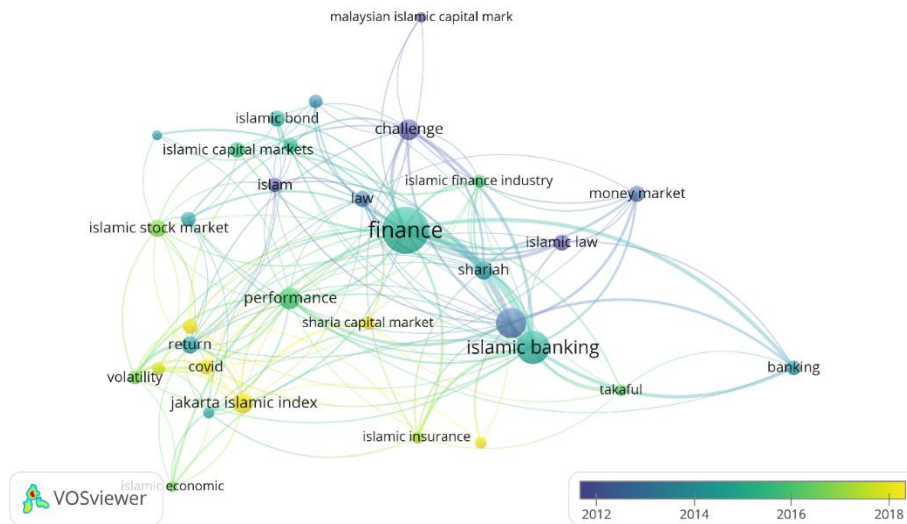 malaysian islamic capital mark
islamic bond
challenge
islamic capital markets
islam
law
islamic finance industry
money market
islamic stock market
finance
islamic law
shariah
performance
sharia capital market
return
islamic banking
volatility
covid
banking
takaful
jakarta islamic index
islamic insurance
islamic economic
VOSviewer
2012 2014 2016 2018